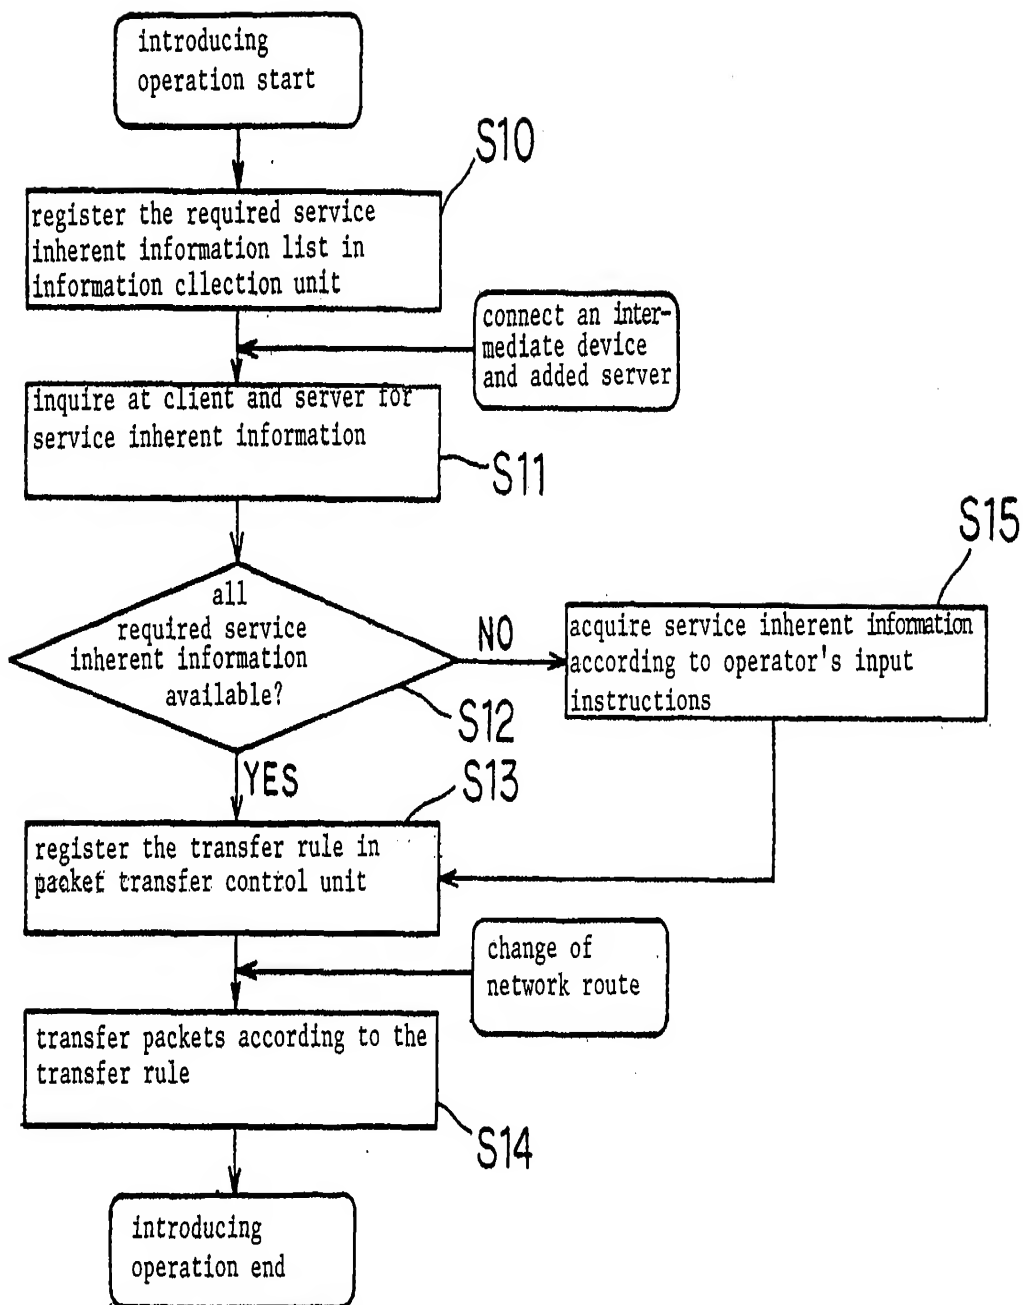 introducing
operation start
S10
register the required service
inherent information list in
information cllection unit
connect an inter-
mediate device
and added server
inquire at client and server for
service inherent information
S11
all
required service
inherent information
available?
NO
S12
S15
acquire service inherent information
according to operator's input
instructions
YES
S13
register the transfer rule in
packet transfer control unit
change of
network route
transfer packets according to the
transfer rule
S14
introducing
operation end